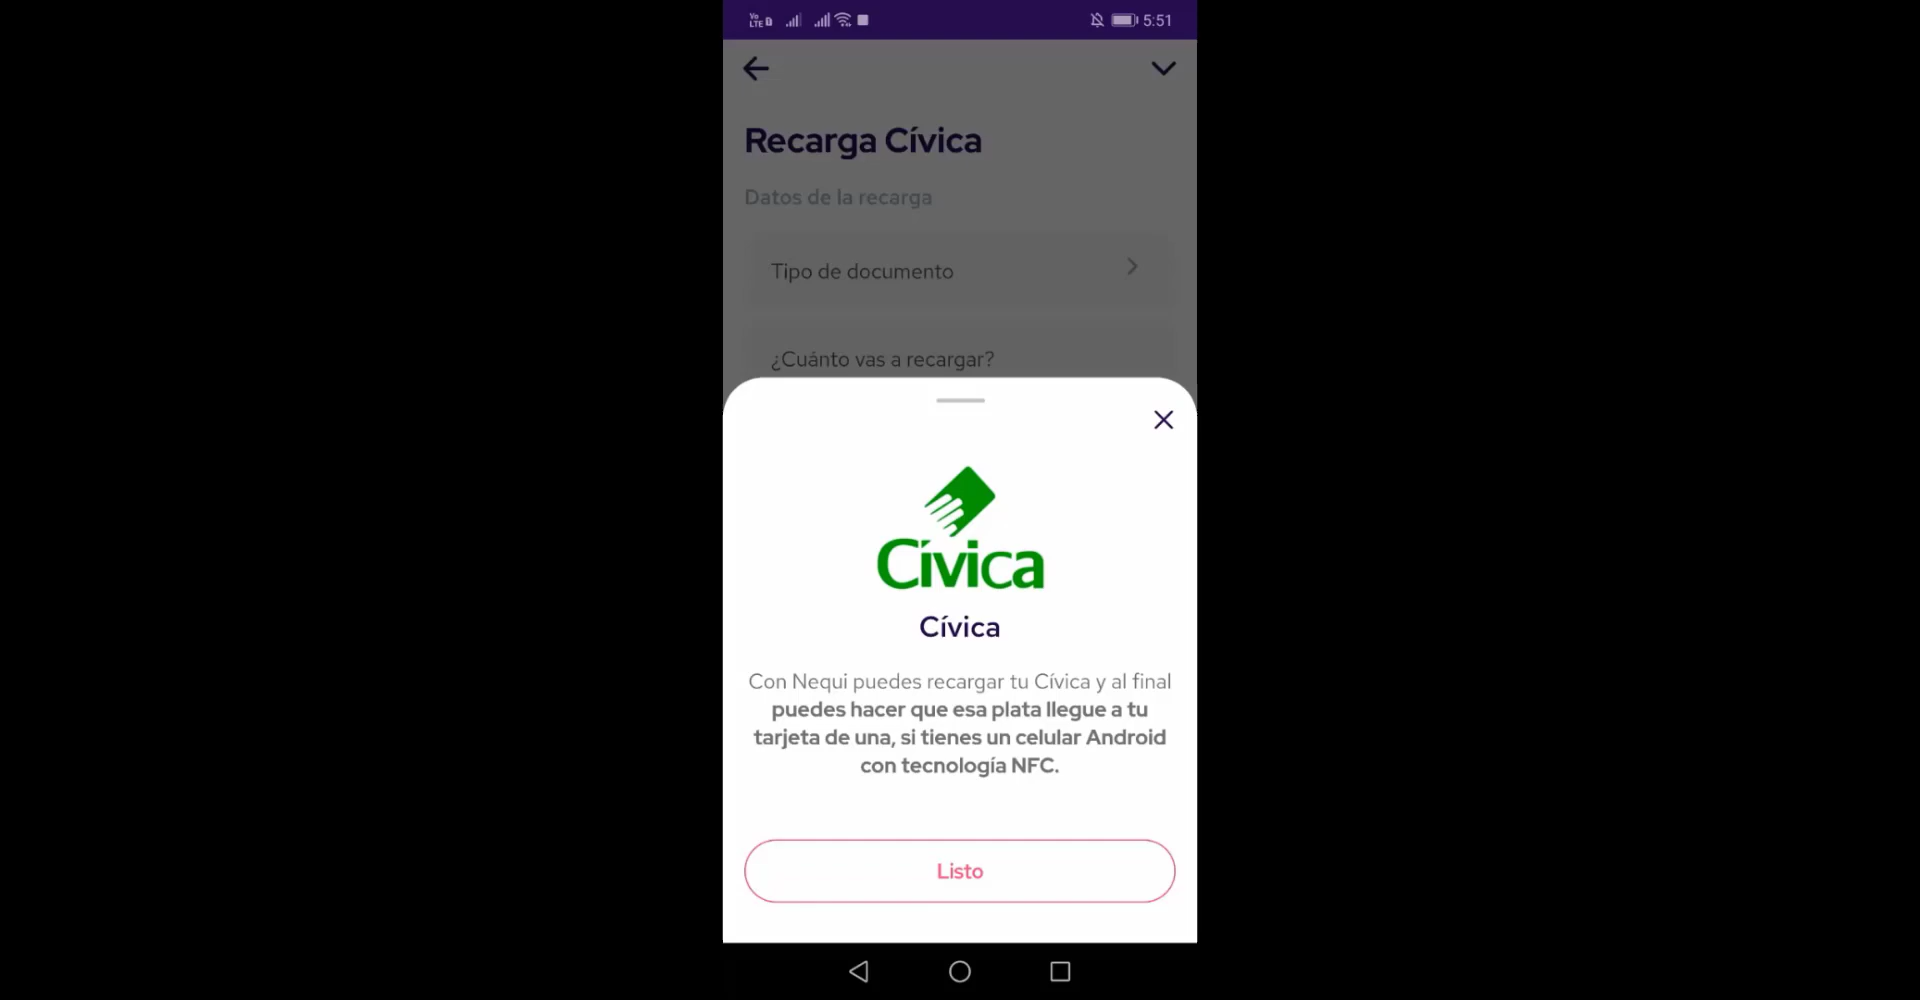 Vo
LTE
5:51
Recarga Cívica
Datos de la recarga
Tipo de documento
¿Cuánto vas a recargar?
Cívica
Cívica
Con Nequi puedes recargar tu Cívica y al final
puedes hacer que esa plata llegue a tu
tarjeta de una, si tienes un celular Android
con tecnología NFC.
Listo